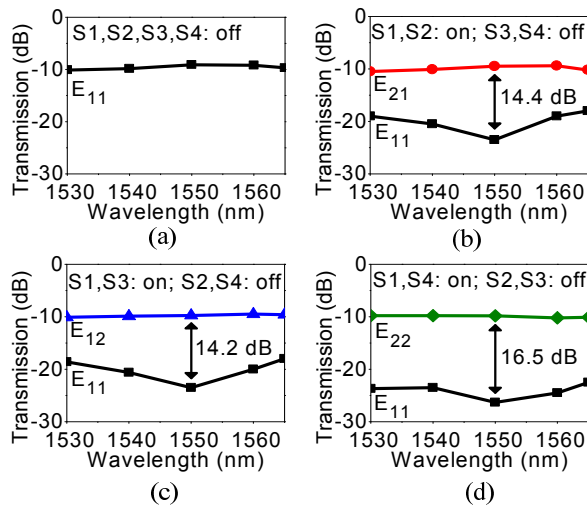 S1,S2,S3,S4: off
E11
Transmission (dB)
0
-10
-20
-30
1530 1540 1550 1560
Wavelength (nm)
(a)
S1,S2: on; S3,S4: off
E21
14.4 dB
E11
Transmission (dB)
0
-10
-20
-30
1530 1540 1550 1560
Wavelength (nm)
(b)
S1,S3: on; S2,S4: off
E12
14.2 dB
E11
Transmission (dB)
0
-10
-20
-30
1530 1540 1550 1560
Wavelength (nm)
(c)
S1,S4: on; S2,S3: off
E22
16.5 dB
E11
Transmission (dB)
0
-10
-20
-30
1530 1540 1550 1560
Wavelength (nm)
(d)